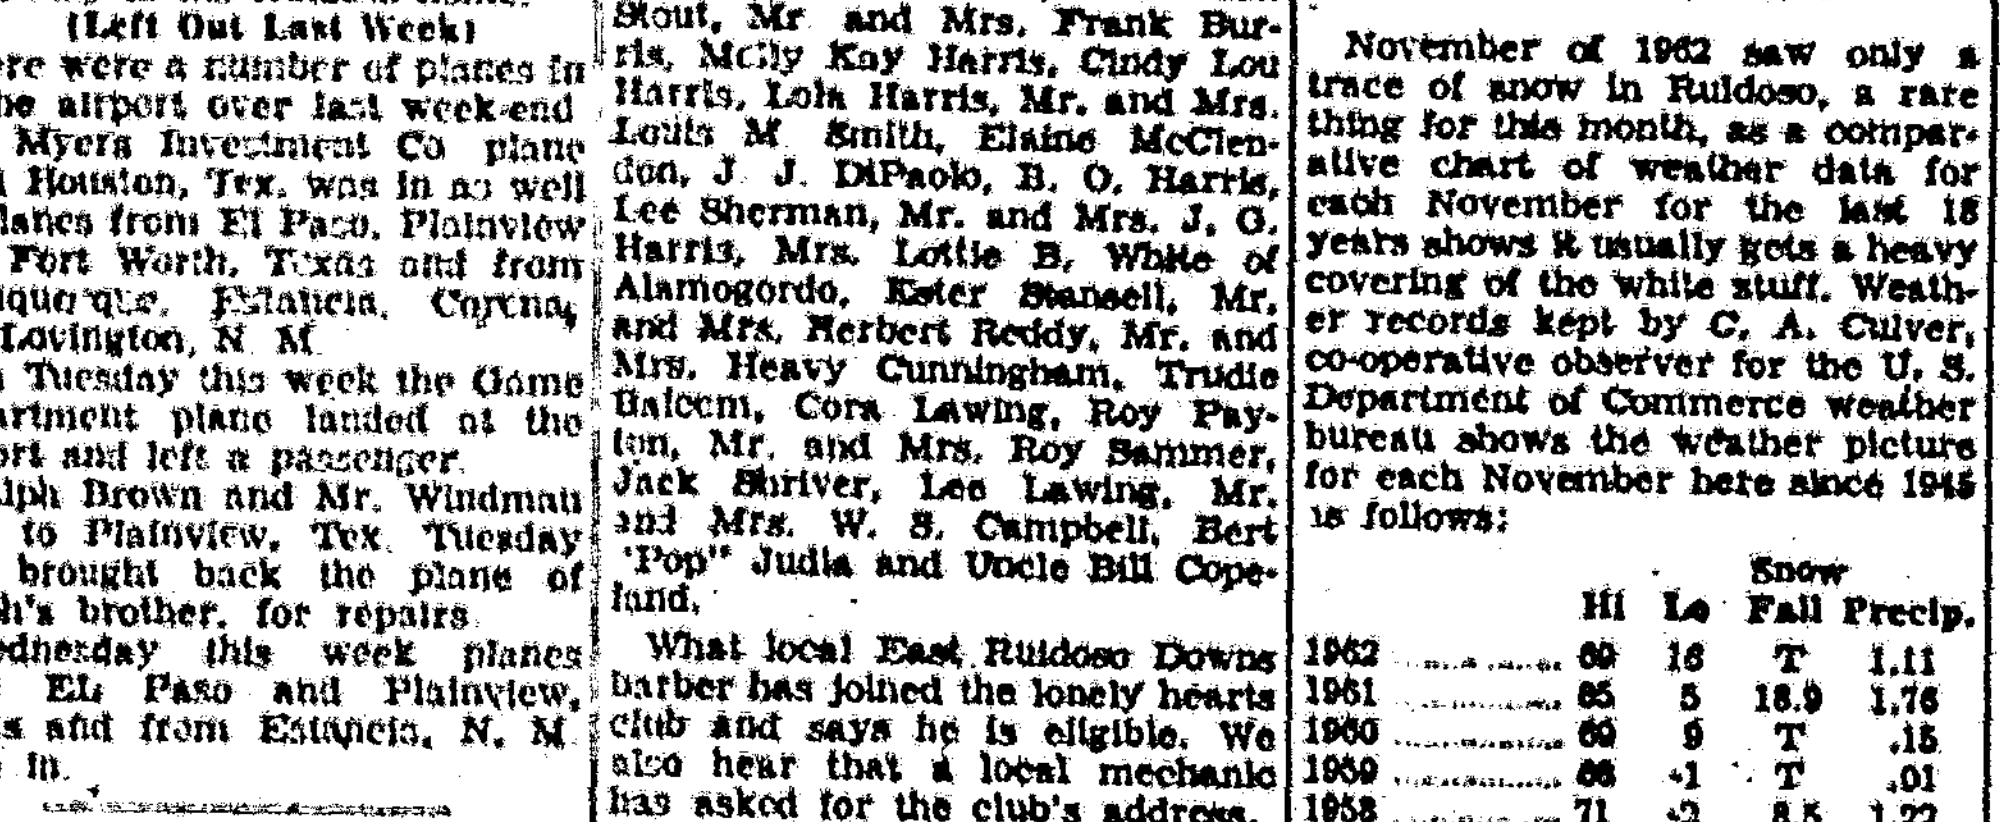 (Left Out Last Week)
re were a number of planes in
he airport over last week-end
Myers Investment Co plane
Houston, Tex. was in as well
lanes from El Paso, Plainview
Fort Worth, Texas and from
querque, Estancia, Corona,
Lovington, N. M.
Tuesday this week the Game
artment plane landed at the
ort and left a passenger.
lph Brown and Mr. Windman
to Plainview, Tex. Tuesday
brought back the plane of
h's brother, for repairs
ednesday this week planes
EL Paso and Plainview,
s and from Estancia, N. M.
in.
Stout, Mr and Mrs. Frank Bur-
ris, Kay Harris, Cindy Lou
Harris, Lola Harris, Mr. and Mrs.
Louis M Smith, Elaine McClen-
don, J. J. DiPaolo, B. O. Harris,
Lee Sherman, Mr. and Mrs. J. G.
Harris, Mrs. Lottie B. White of
Alamogordo, Ester Stansell, Mr.
and Mrs. Herbert Reddy, Mr. and
Mrs. Heavy Cunningham, Trudie
Balcom, Cora Lawing, Roy Pay-
ton, Mr. and Mrs. Roy Sammer,
Jack Shriver, Lee Lawing, Mr.
and Mrs. W. S. Campbell, Bert
"Pop" Judia and Uncle Bill Cope-
land.
What local East Ruidoso Downs
barber has joined the lonely hearts
club and says he is eligible. We
also hear that a local mechanic
has asked for the club's address.
November of 1962 saw only a
trace of snow in Ruidoso, a rare
thing for this month, as a compar-
ative chart of weather data for
each November for the last 18
years shows it usually gets a heavy
covering of the white stuff. Weath-
er records kept by C. A. Culver,
co-operative observer for the U. S.
Department of Commerce weather
bureau shows the weather picture
for each November here since 1945
is follows:
Snow
Hi Lo Fall Precip.
1962 69 16 T 1.11
1961 65 5 18.9 1.76
1960 69 9 T .15
1959 66 -1 T .01
1958 71 -2 8.5 1.22